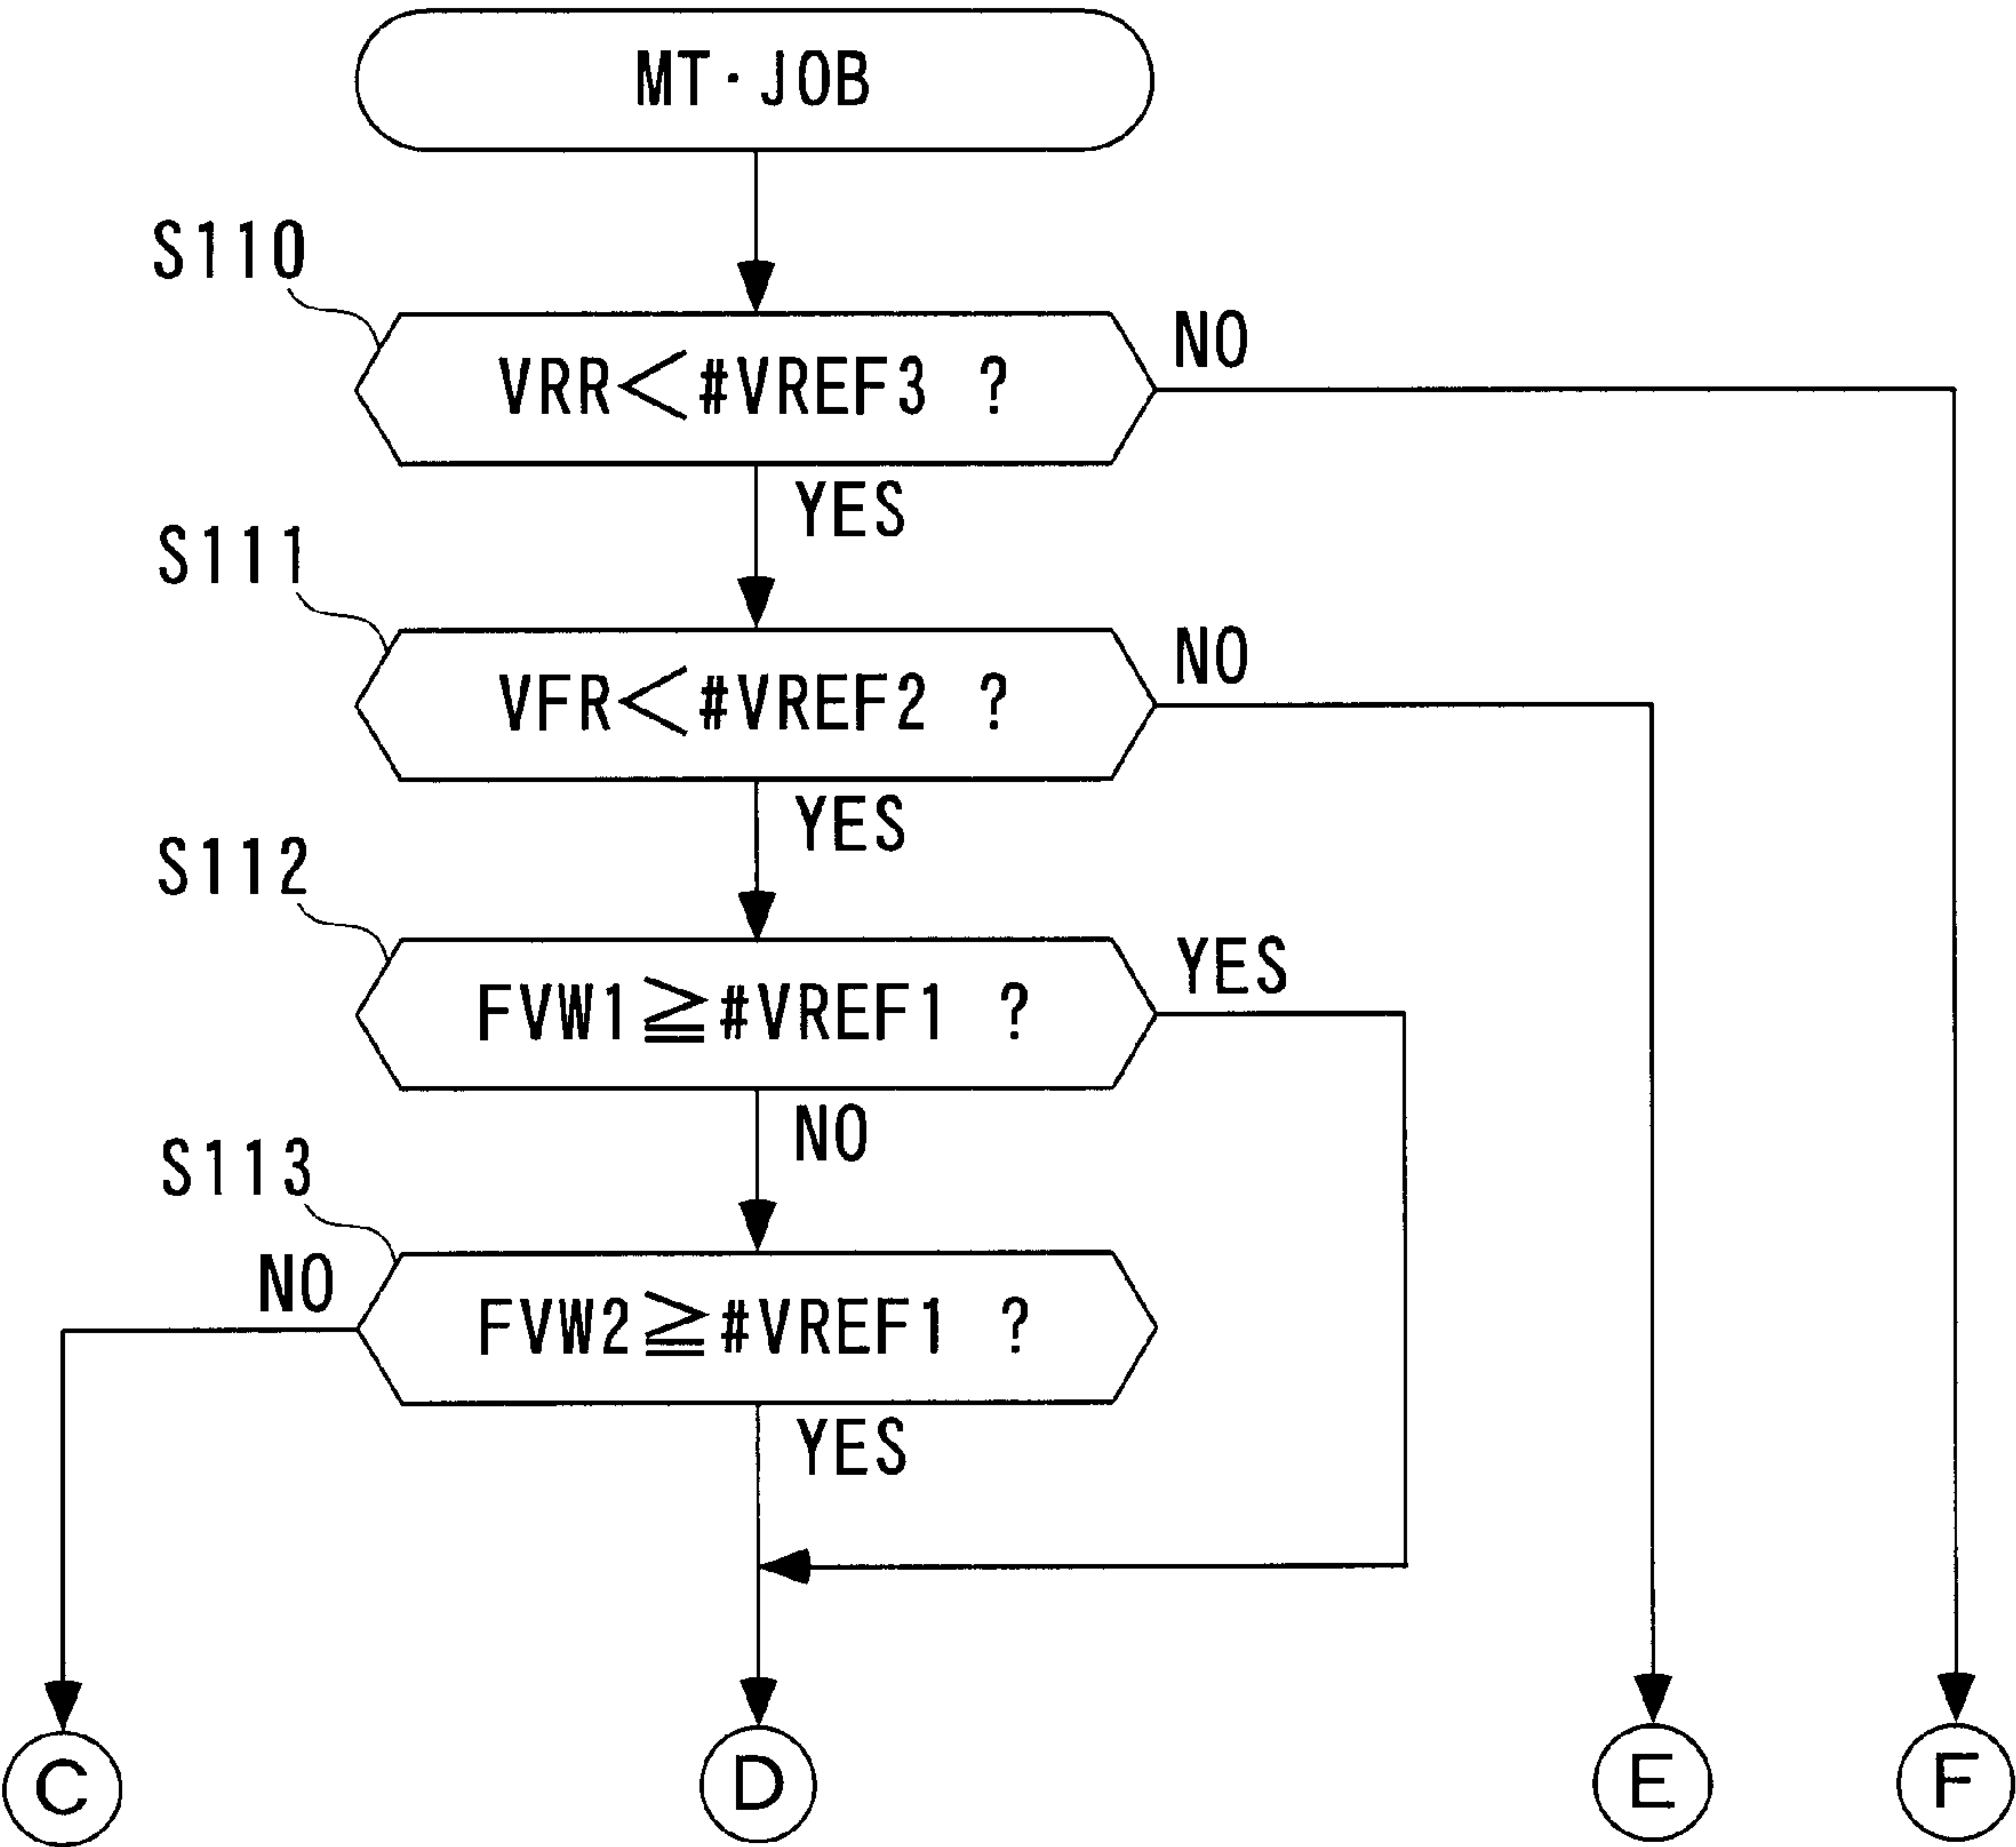 MT·JOB
S110
VRR<#VREF3 ?
NO
YES
S111
VFR<#VREF2 ?
NO
YES
S112
FVW1≧#VREF1 ?
YES
NO
S113
NO
FVW2≧#VREF1 ?
YES
C
D
E
F